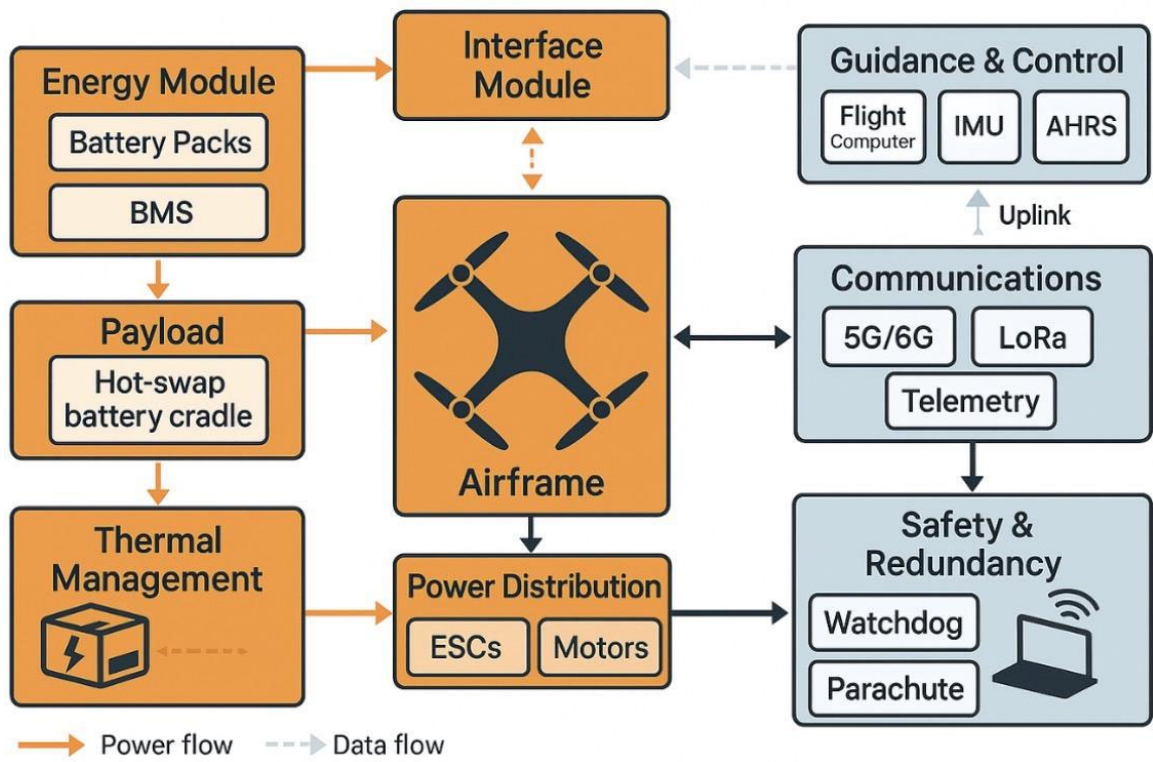 Energy Module
Battery Packs
BMS
Interface
Module
Guidance & Control
Flight
Computer
IMU
AHRS
Uplink
Payload
Hot-swap
battery cradle
Airframe
Communications
5G/6G
LoRa
Telemetry
Thermal
Management
Power Distribution
ESCs
Motors
Safety &
Redundancy
Watchdog
Parachute
Power flow
Data flow